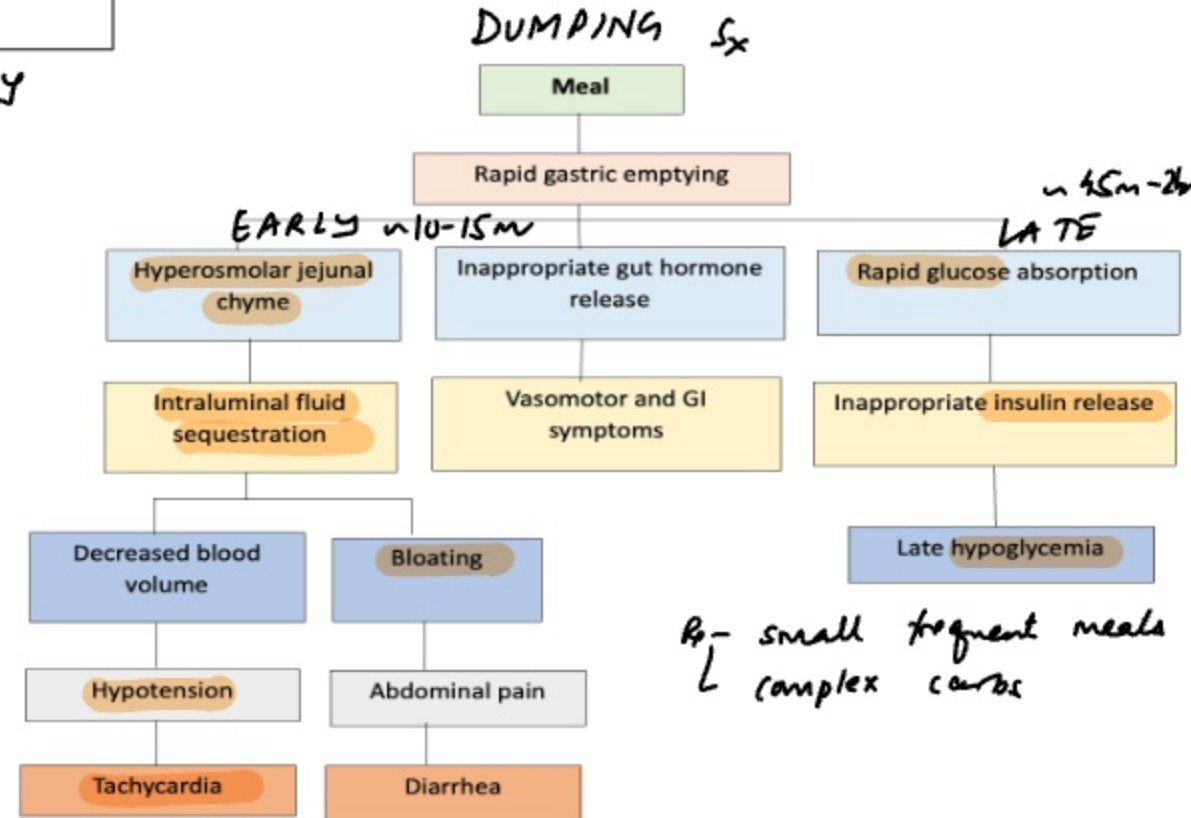 DUMPING Sx
y
Meal
Rapid gastric emptying
~ 45m-2h
EARLY ~10-15m
LATE
Hyperosmolar jejunal
chyme
Inappropriate gut hormone
release
Rapid glucose absorption
Intraluminal fluid
sequestration
Vasomotor and GI
symptoms
Inappropriate insulin release
Decreased blood
volume
Bloating
Late hypoglycemia
Rx- small frequent meals
complex carbs
Hypotension
Abdominal pain
Tachycardia
Diarrhea